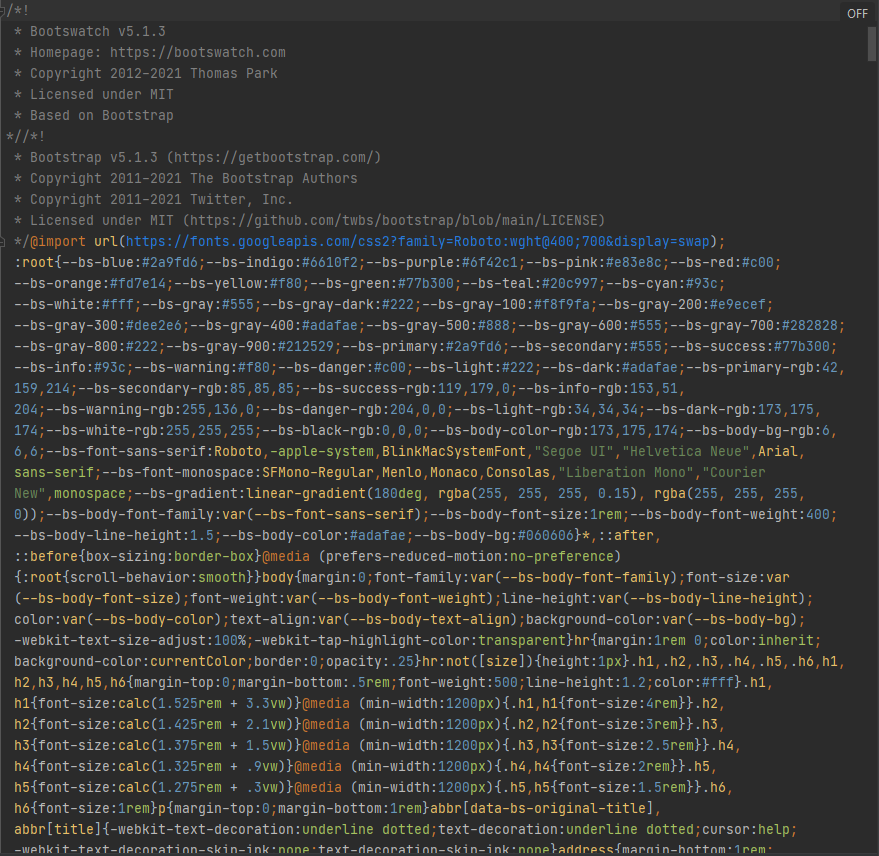 /*!
OFF
 * Bootswatch v5.1.3
 * Homepage: https://bootswatch.com
 * Copyright 2012-2021 Thomas Park
 * Licensed under MIT
 * Based on Bootstrap
*//*!
 * Bootstrap v5.1.3 (https://getbootstrap.com/)
 * Copyright 2011-2021 The Bootstrap Authors
 * Copyright 2011-2021 Twitter, Inc.
 * Licensed under MIT (https://github.com/twbs/bootstrap/blob/main/LICENSE)
 */@import url(https://fonts.googleapis.com/css2?family=Roboto:wght@400;700&display=swap);
:root{--bs-blue:#2a9fd6;--bs-indigo:#6610f2;--bs-purple:#6f42c1;--bs-pink:#e83e8c;--bs-red:#c00;
--bs-orange:#fd7e14;--bs-yellow:#f80;--bs-green:#77b300;--bs-teal:#20c997;--bs-cyan:#93c;
--bs-white:#fff;--bs-gray:#555;--bs-gray-dark:#222;--bs-gray-100:#f8f9fa;--bs-gray-200:#e9ecef;
--bs-gray-300:#dee2e6;--bs-gray-400:#adafae;--bs-gray-500:#888;--bs-gray-600:#555;--bs-gray-700:#282828;
--bs-gray-800:#222;--bs-gray-900:#212529;--bs-primary:#2a9fd6;--bs-secondary:#555;--bs-success:#77b300;
--bs-info:#93c;--bs-warning:#f80;--bs-danger:#c00;--bs-light:#222;--bs-dark:#adafae;--bs-primary-rgb:42,
159,214;--bs-secondary-rgb:85,85,85;--bs-success-rgb:119,179,0;--bs-info-rgb:153,51,
204;--bs-warning-rgb:255,136,0;--bs-danger-rgb:204,0,0;--bs-light-rgb:34,34,34;--bs-dark-rgb:173,175,
174;--bs-white-rgb:255,255,255;--bs-black-rgb:0,0,0;--bs-body-color-rgb:173,175,174;--bs-body-bg-rgb:6,
6,6;--bs-font-sans-serif:Roboto,-apple-system,BlinkMacSystemFont,"Segoe UI","Helvetica Neue",Arial,
sans-serif;--bs-font-monospace:SFMono-Regular,Menlo,Monaco,Consolas,"Liberation Mono","Courier
New",monospace;--bs-gradient:linear-gradient(180deg, rgba(255, 255, 255, 0.15), rgba(255, 255, 255,
0));--bs-body-font-family:var(--bs-font-sans-serif);--bs-body-font-size:1rem;--bs-body-font-weight:400;
--bs-body-line-height:1.5;--bs-body-color:#adafae;--bs-body-bg:#060606}*,::after,
::before{box-sizing:border-box}@media (prefers-reduced-motion:no-preference)
{:root{scroll-behavior:smooth}}body{margin:0;font-family:var(--bs-body-font-family);font-size:var
(--bs-body-font-size);font-weight:var(--bs-body-font-weight);line-height:var(--bs-body-line-height);
color:var(--bs-body-color);text-align:var(--bs-body-text-align);background-color:var(--bs-body-bg);
-webkit-text-size-adjust:100%;-webkit-tap-highlight-color:transparent}hr{margin:1rem 0;color:inherit;
background-color:currentColor;border:0;opacity:.25}hr:not([size]){height:1px}.h1,.h2,.h3,.h4,.h5,.h6,h1,
h2,h3,h4,h5,h6{margin-top:0;margin-bottom:.5rem;font-weight:500;line-height:1.2;color:#fff}.h1,
h1{font-size:calc(1.525rem + 3.3vw)}@media (min-width:1200px){.h1,h1{font-size:4rem}}.h2,
h2{font-size:calc(1.425rem + 2.1vw)}@media (min-width:1200px){.h2,h2{font-size:3rem}}.h3,
h3{font-size:calc(1.375rem + 1.5vw)}@media (min-width:1200px){.h3,h3{font-size:2.5rem}}.h4,
h4{font-size:calc(1.325rem + .9vw)}@media (min-width:1200px){.h4,h4{font-size:2rem}}.h5,
h5{font-size:calc(1.275rem + .3vw)}@media (min-width:1200px){.h5,h5{font-size:1.5rem}}.h6,
h6{font-size:1rem}p{margin-top:0;margin-bottom:1rem}abbr[data-bs-original-title],
abbr[title]{-webkit-text-decoration:underline dotted;text-decoration:underline dotted;cursor:help;
-webkit-text-decoration-skip-ink:none;text-decoration-skip-ink:none}address{margin-bottom:1rem;